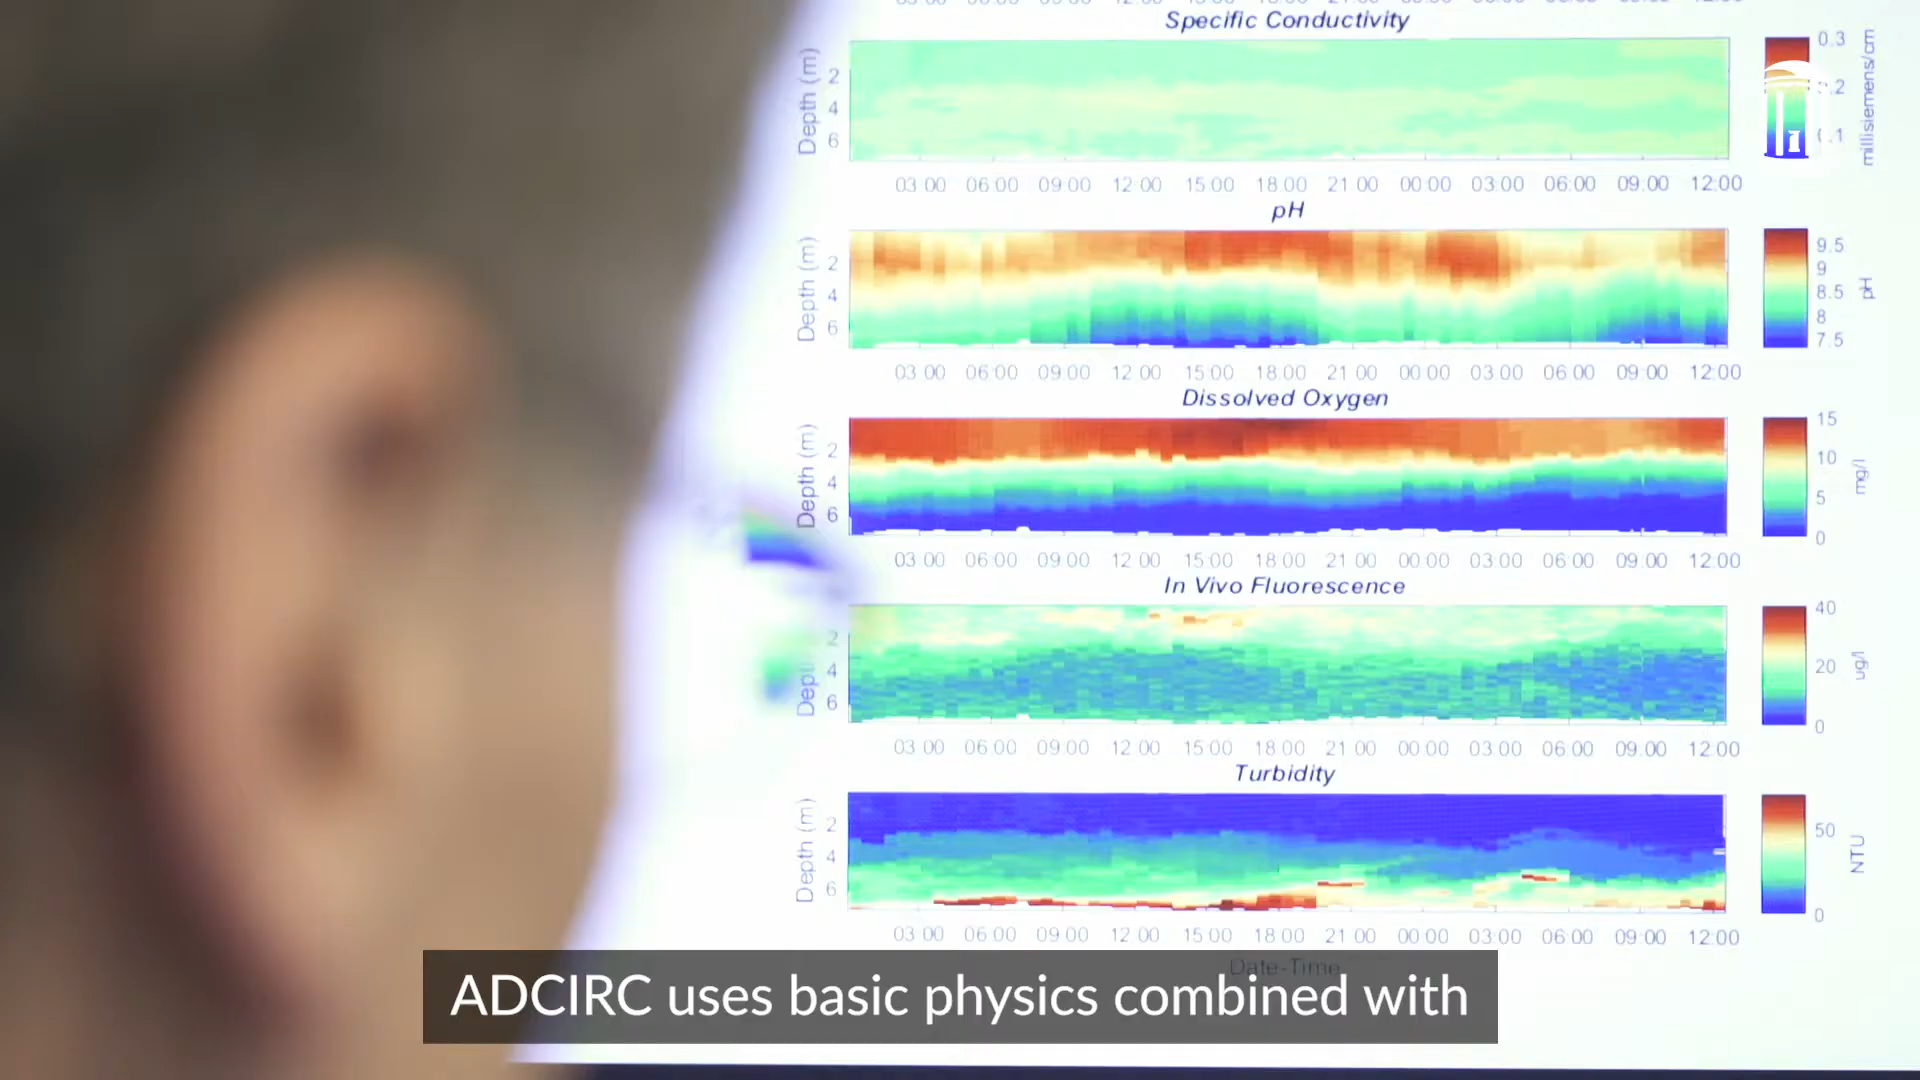 Specific Conductivity
Depth (m)
2
4
6
0.3
millisiemens/cm
03 00 06:00 09:00 12 00 15 00 18.00 21 00 00:00 03:00 06:00 09:00 12:00
pH
Depth (m)
2
4
6
9.5
9
8.5
8
7.5
pH
03 00 06:00 09:00 12 00 15:00 18 00 21 00 00:00 03 00 06:00 09:00 12:00
Dissolved Oxygen
Depth (m)
2
4
6
15
10
5
0
mg/l
03 00 06:00 09:00 12:00 15:00 18:00 21 00 00:00 03:00 06:00 09:00 12:00
In Vivo Fluorescence
2
4
6
40
20
0
ug/l
03 00 06:00 09:00 12:00 15:00 18:00 21 00 00:00 03:00 06:00 09:00 12:00
Turbidity
Depth (m)
2
4
6
50
0
NTU
03 00 06 00 09:00 12 00 15 00 18 00 21 00 00:00 03:00 06:00 09:00 12:00
Date-Time
ADCIRC uses basic physics combined with